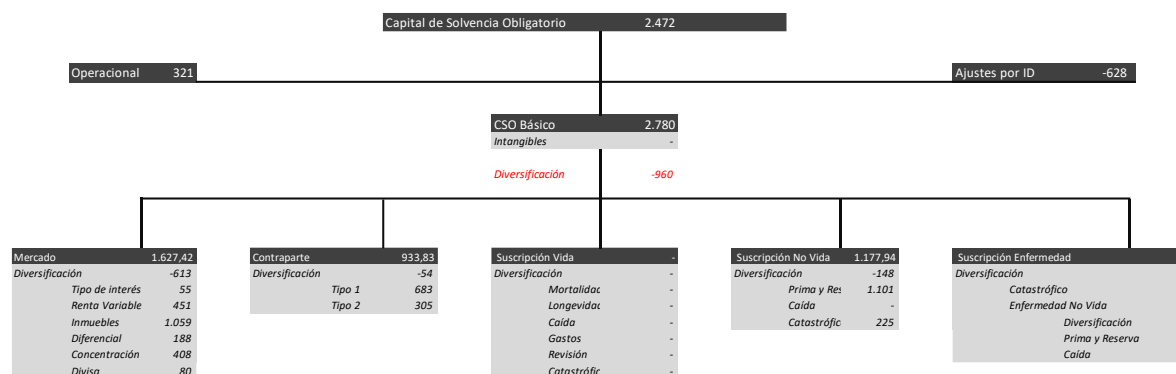 Capital de Solvencia Obligatorio 2.472
Operacional 321
Ajustes por ID -628
CSO Básico 2.780
Intangibles -
Diversificación -960
Mercado 1.627,42
Diversificación -613
Tipo de interés 55
Renta Variable 451
Inmuebles 1.059
Diferencial 188
Concentración 408
Divisa 80
Contraparte 933,83
Diversificación -54
Tipo 1 683
Tipo 2 305
Suscripción Vida -
Diversificación -
Mortalidad -
Longevidad -
Caída -
Gastos -
Revisión -
Catastrófic -
Suscripción No Vida 1.177,94
Diversificación -148
Prima y Res 1.101
Caída -
Catastrófic 225
Suscripción Enfermedad
Diversificación
Catastrófico
Enfermedad No Vida
Diversificación
Prima y Reserva
Caída